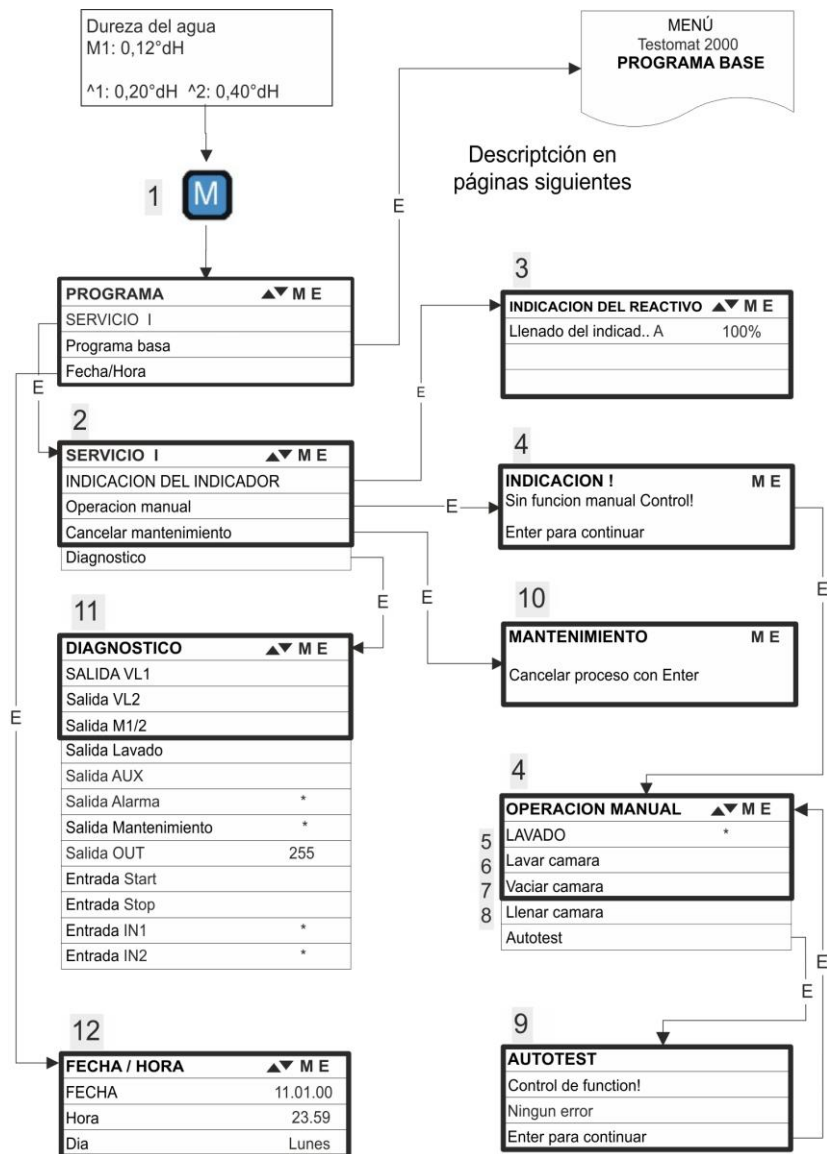 Dureza del agua
M1: 0,12°dH
^1: 0,20°dH ^2: 0,40°dH
MENÚ
Testomat 2000
PROGRAMA BASE
Descriptción en
páginas siguientes
1
M
E
PROGRAMA ▲▼ M E
SERVICIO I
Programa basa
Fecha/Hora
E
3
INDICACION DEL REACTIVO ▲▼ M E
Llenado del indicad.. A 100%
E
2
SERVICIO I ▲▼ M E
INDICACION DEL INDICADOR
Operacion manual
Cancelar mantenimiento
Diagnostico
E
4
INDICACION ! M E
Sin funcion manual Control!
Enter para continuar
E
E
E
10
MANTENIMIENTO M E
Cancelar proceso con Enter
11
DIAGNOSTICO ▲▼ M E
SALIDA VL1
Salida VL2
Salida M1/2
Salida Lavado
Salida AUX
Salida Alarma *
Salida Mantenimiento *
Salida OUT 255
Entrada Start
Entrada Stop
Entrada IN1 *
Entrada IN2 *
E
4
OPERACION MANUAL ▲▼ M E
5 LAVADO *
6 Lavar camara
7 Vaciar camara
8 Llenar camara
Autotest
E
E
12
FECHA / HORA ▲▼ M E
FECHA 11.01.00
Hora 23.59
Dia Lunes
9
AUTOTEST
Control de function!
Ningun error
Enter para continuar